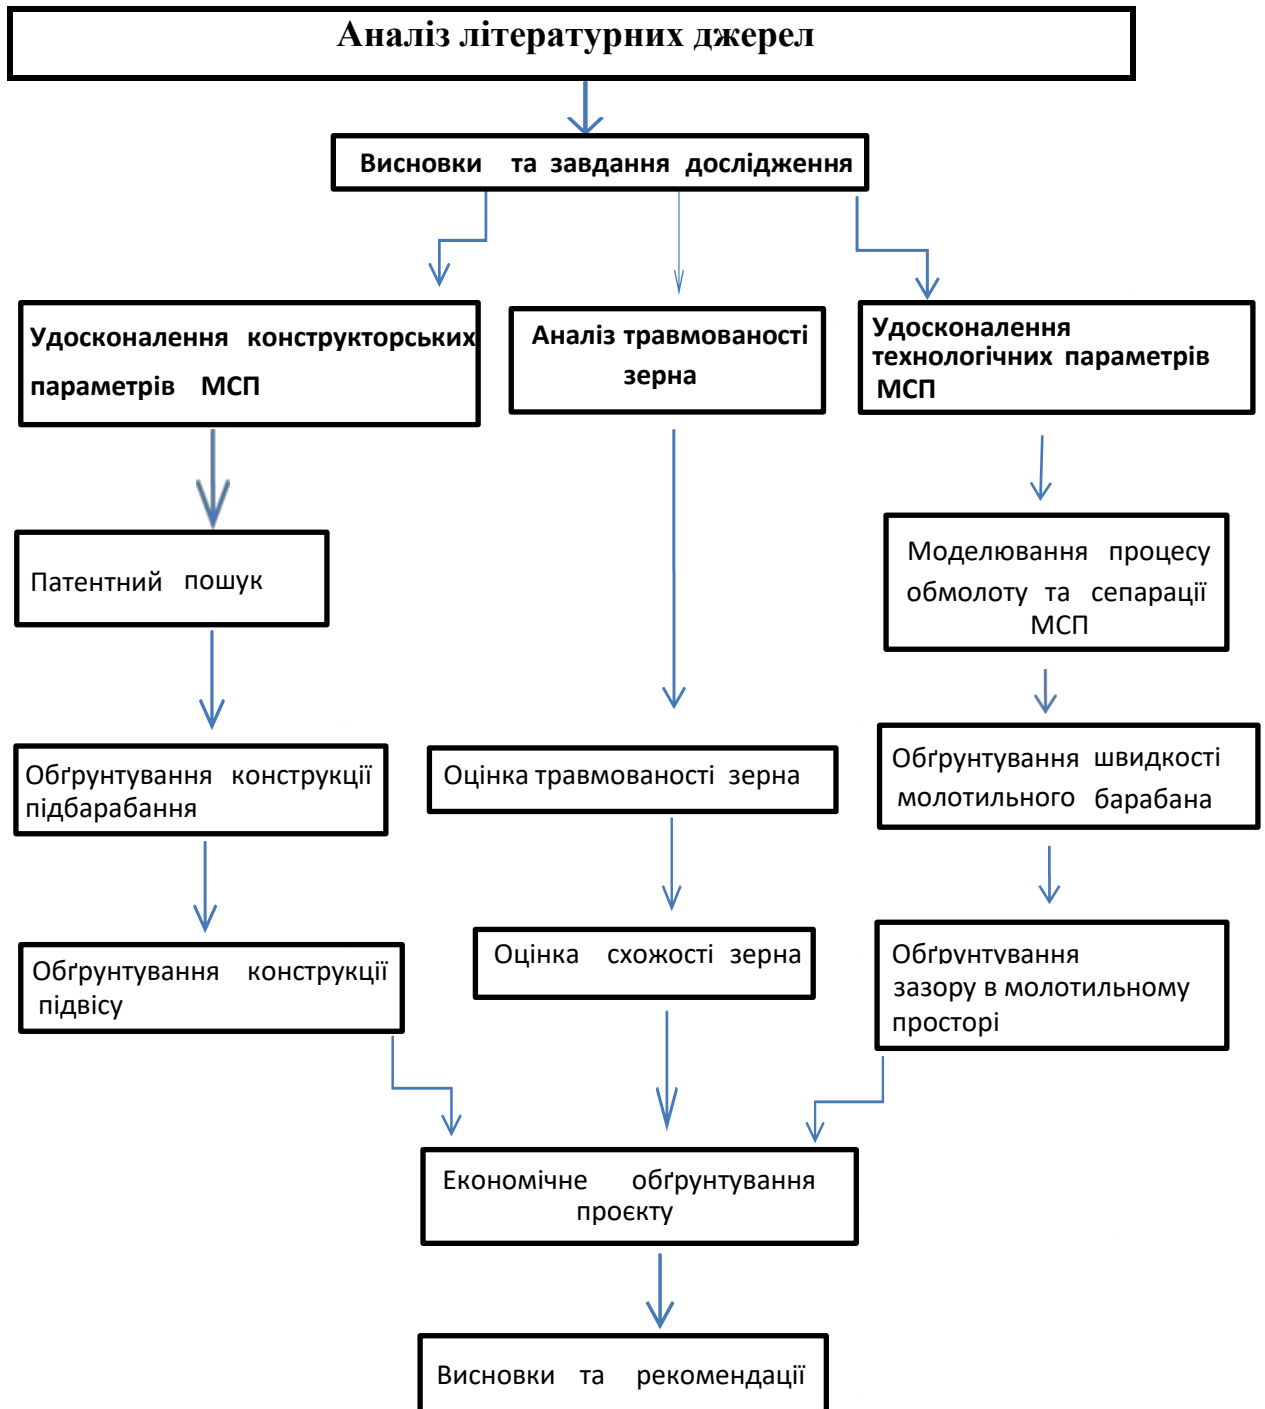 Аналіз літературних джерел
Висновки та завдання дослідження
Удосконалення конструкторських
параметрів МСП
Аналіз травмованості
зерна
Удосконалення
технологічних параметрів
МСП
Патентний пошук
Моделювання процесу
обмолоту та сепарації
МСП
Обґрунтування конструкції
підбарабання
Оцінка травмованості зерна
Обґрунтування швидкості
молотильного барабана
Обґрунтування конструкції
підвісу
Оцінка схожості зерна
Обґрунтування
зазору в молотильному
просторі
Економічне обґрунтування
проєкту
Висновки та рекомендації